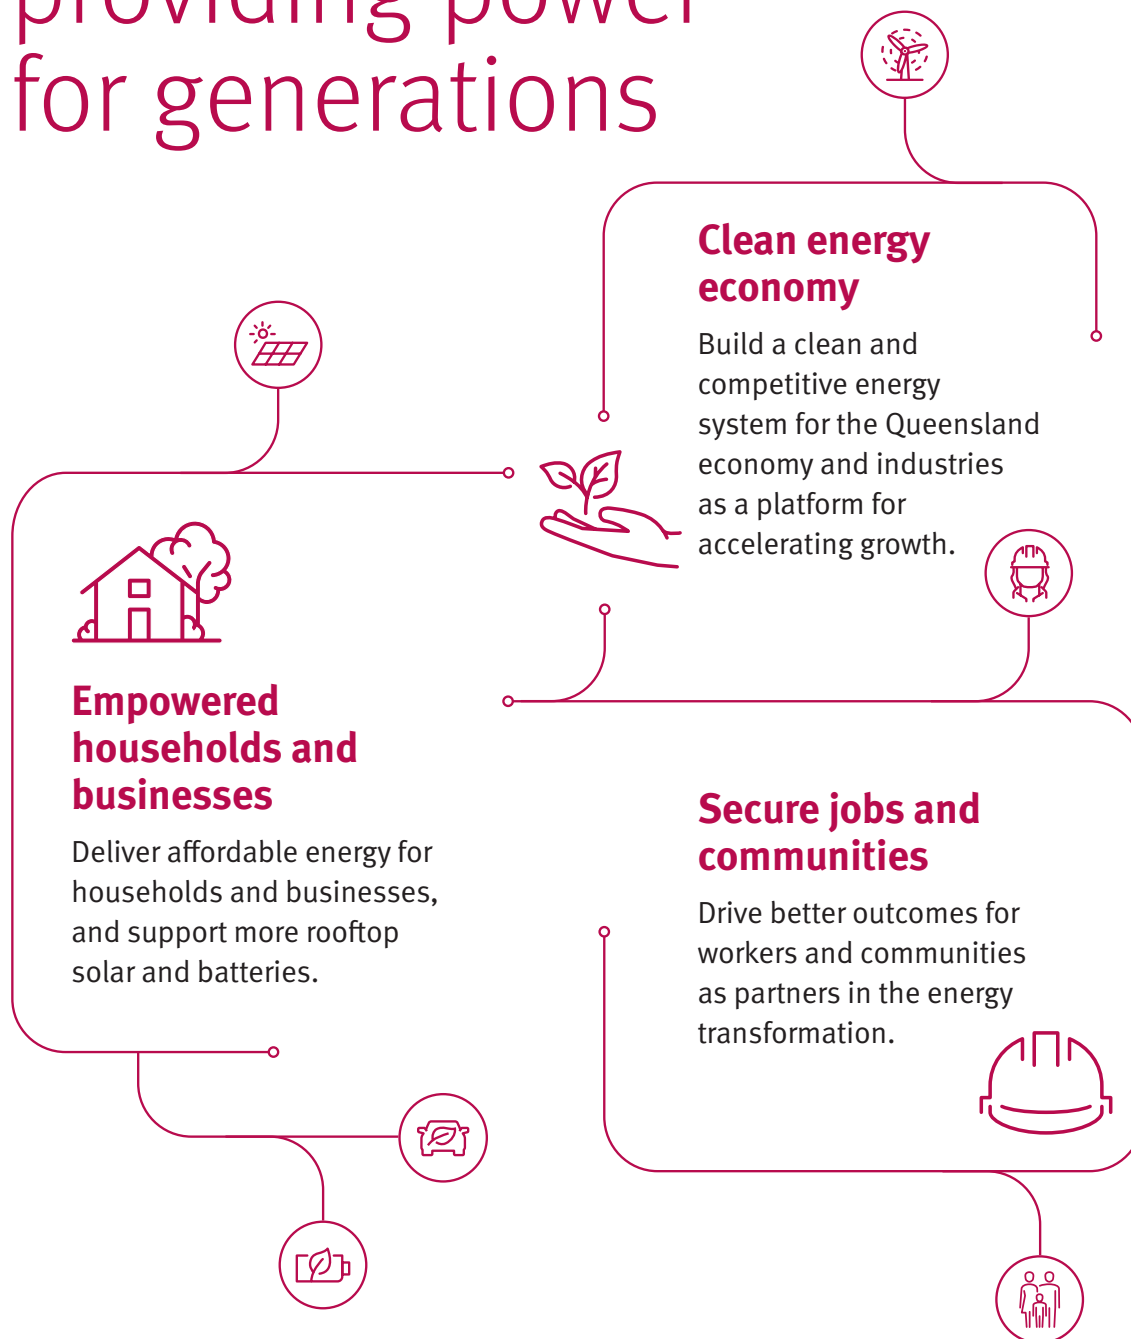 providing power
for generations
Clean energy
economy
Build a clean and
competitive energy
system for the Queensland
economy and industries
as a platform for
accelerating growth.
Empowered
households and
businesses
Deliver affordable energy for
households and businesses,
and support more rooftop
solar and batteries.
Secure jobs and
communities
Drive better outcomes for
workers and communities
as partners in the energy
transformation.